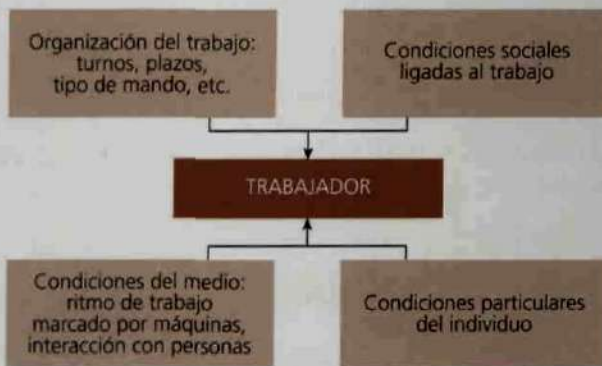 Organización del trabajo:
turnos, plazos,
tipo de mando, etc.
Condiciones sociales
ligadas al trabajo
TRABAJADOR
Condiciones del medio:
ritmo de trabajo
marcado por máquinas,
interacción con personas
Condiciones particulares
del individuo